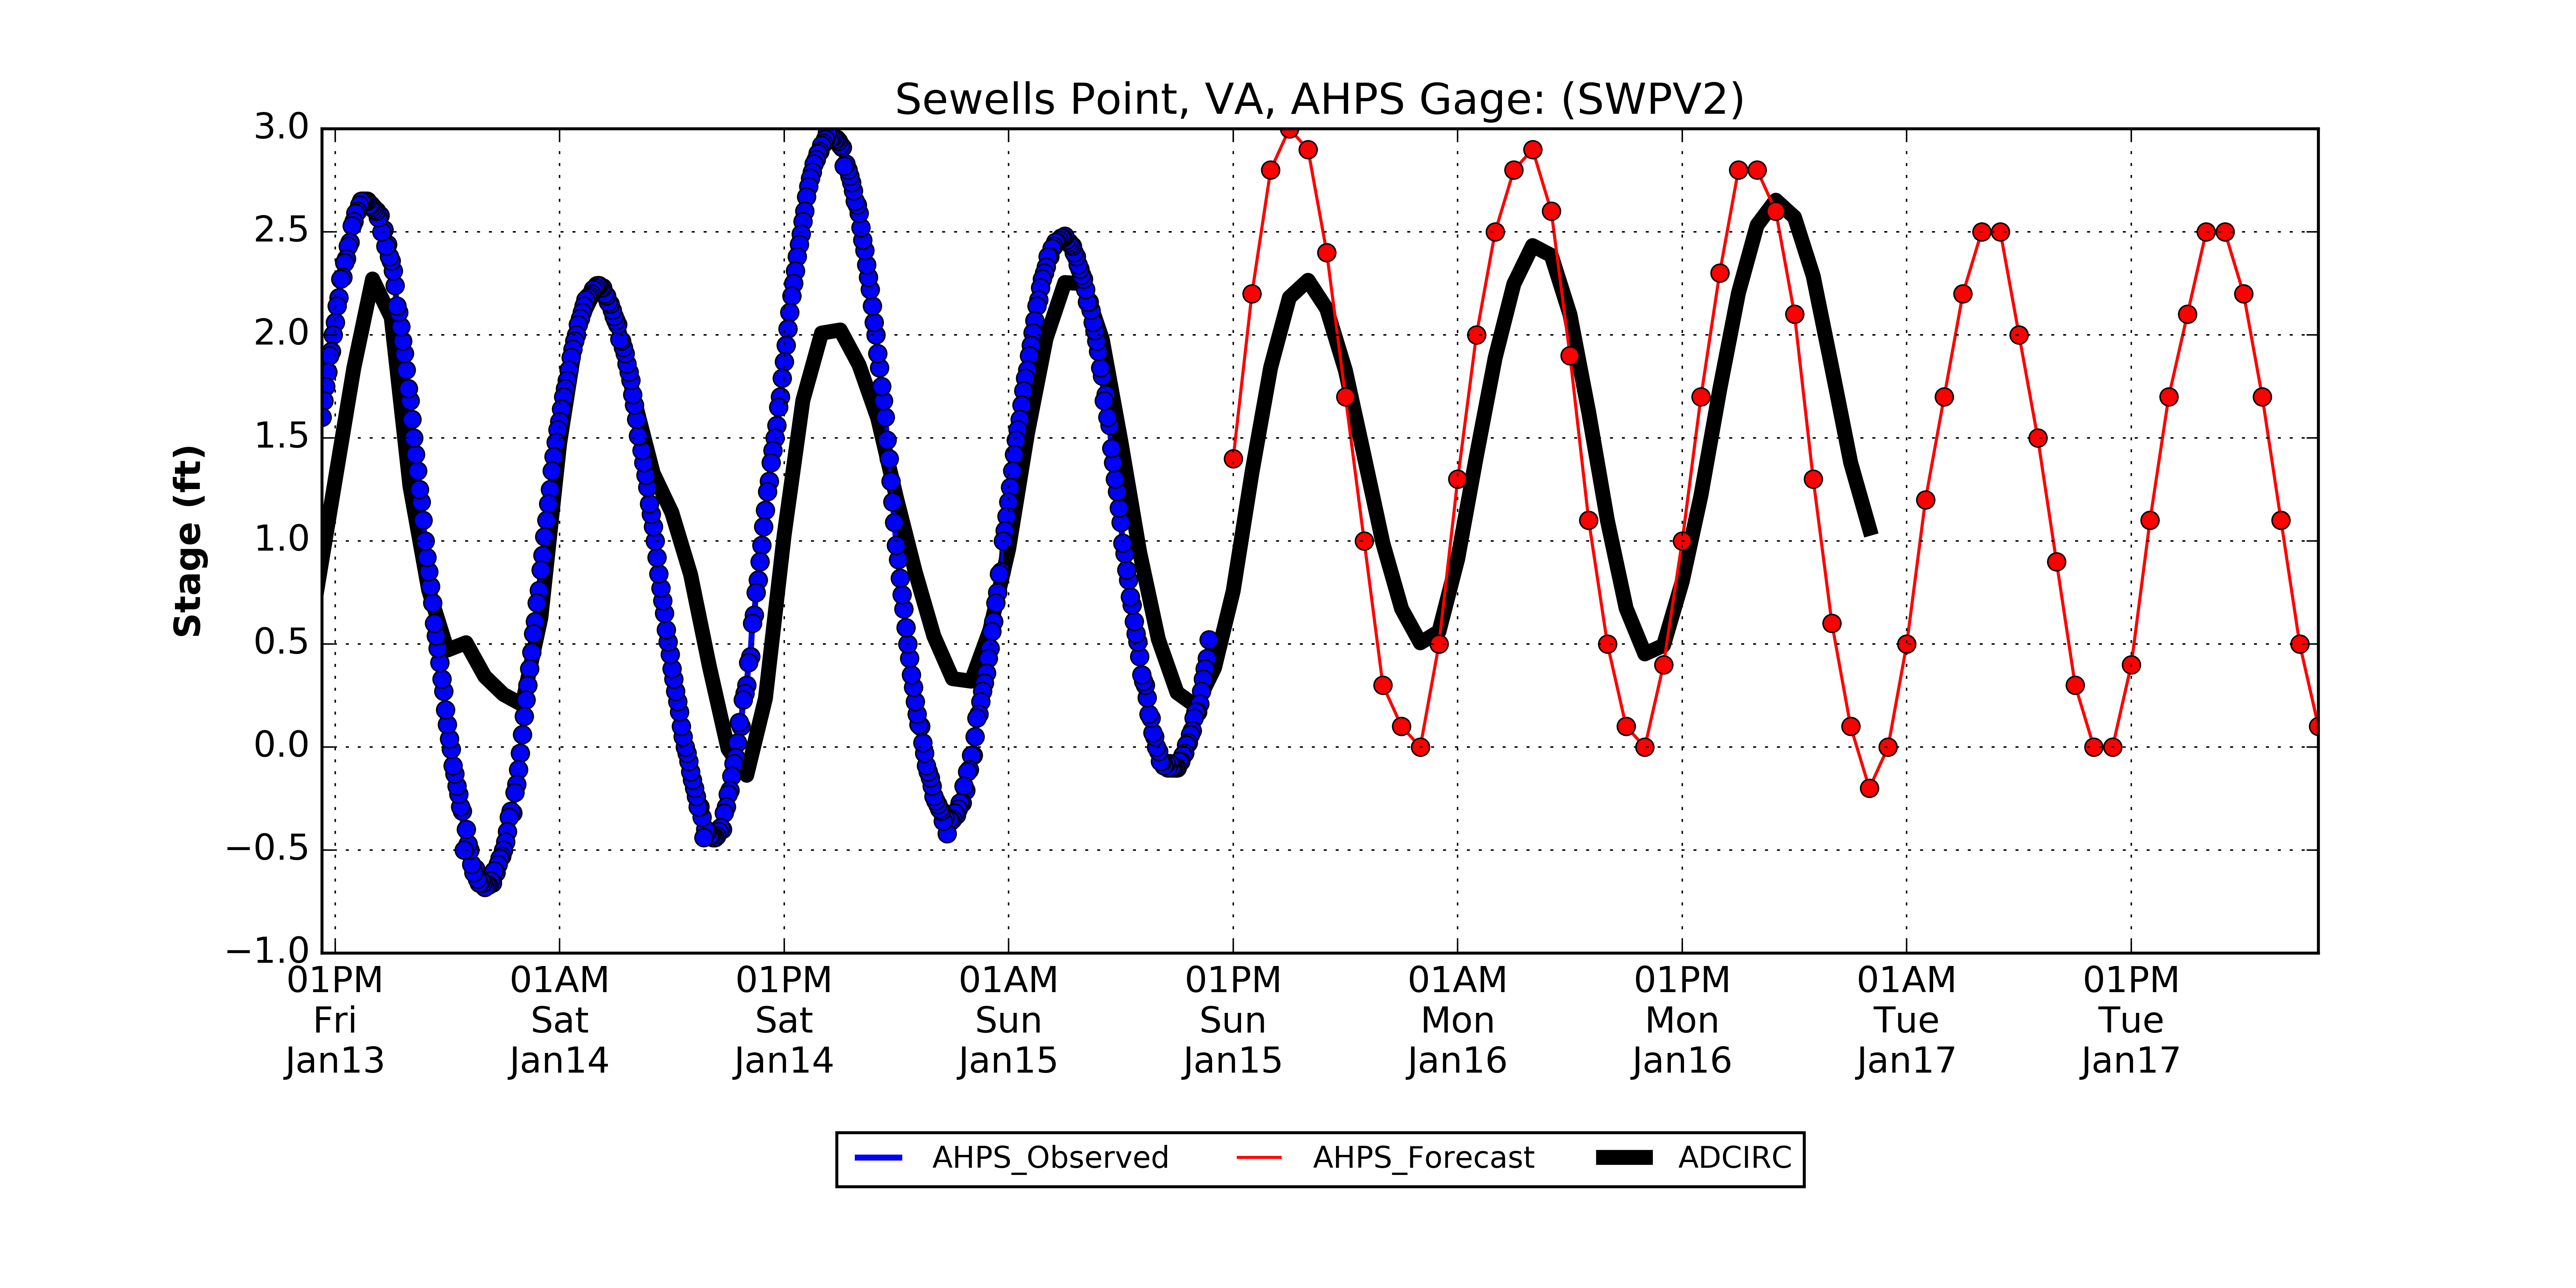 Sewells Point, VA, AHPS Gage: (SWPV2)
3.0
2.5
2.0
1.5
1.0
0.5
0.0
−0.5
−1.0
Stage (ft)
01PM
Fri
Jan13
01AM
Sat
Jan14
01PM
Sat
Jan14
01AM
Sun
Jan15
01PM
Sun
Jan15
01AM
Mon
Jan16
01PM
Mon
Jan16
01AM
Tue
Jan17
01PM
Tue
Jan17
AHPS_Observed
AHPS_Forecast
ADCIRC